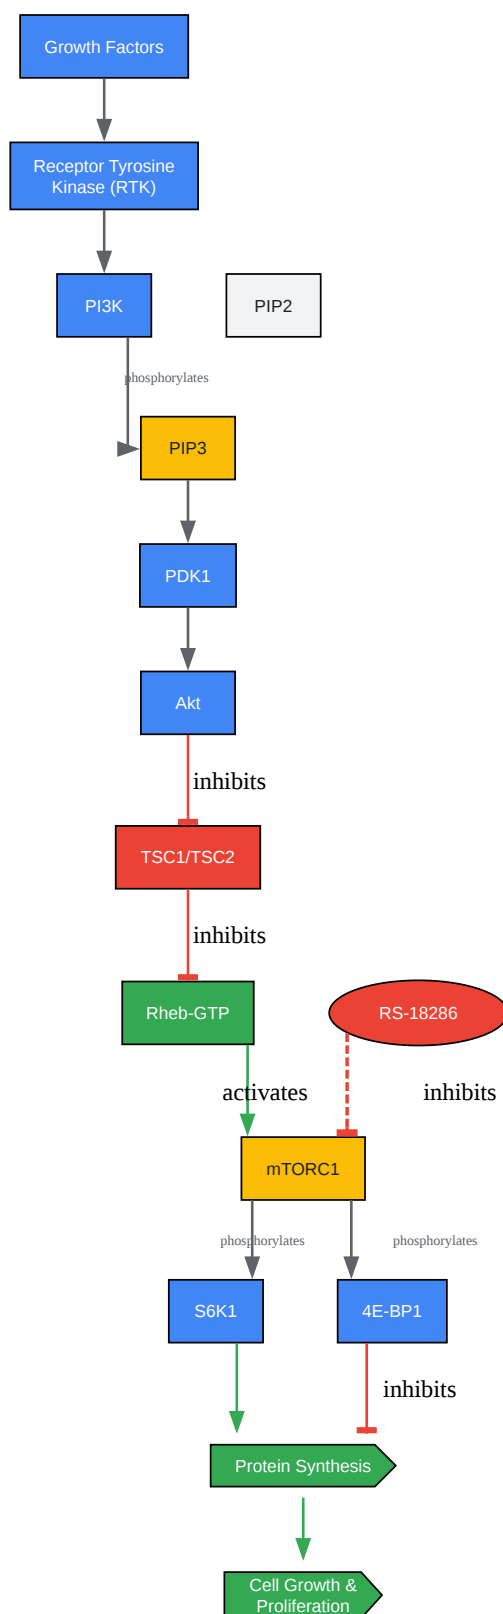 Growth Factors
Receptor Tyrosine
Kinase (RTK)
PI3K
PIP2
phosphorylates
PIP3
PDK1
Akt
inhibits
TSC1/TSC2
inhibits
Rheb-GTP
RS-18286
activates
inhibits
mTORC1
phosphorylates
phosphorylates
S6K1
4E-BP1
inhibits
Protein Synthesis
Cell Growth &
Proliferation